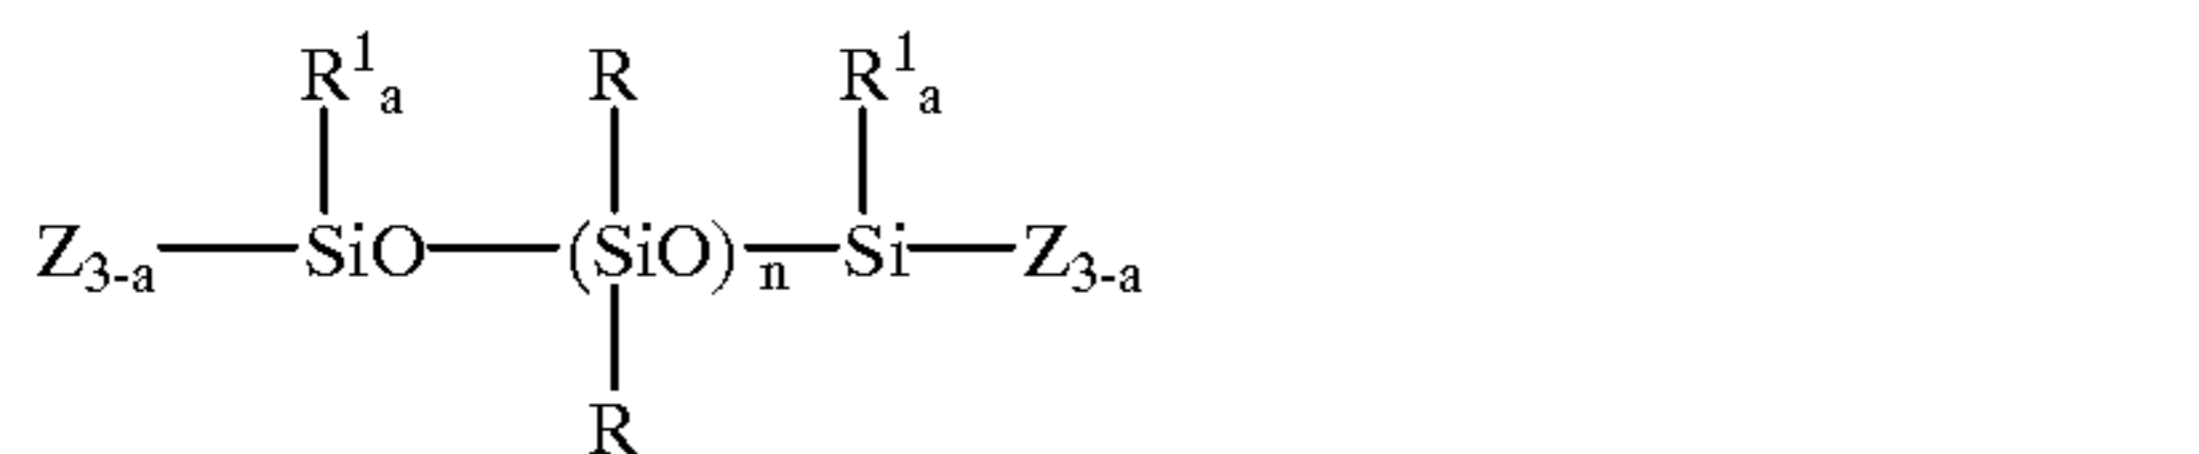 R¹ₐ R R¹ₐ
Z₃₋ₐ—SiO—(SiO)ₙ—Si—Z₃₋ₐ
R